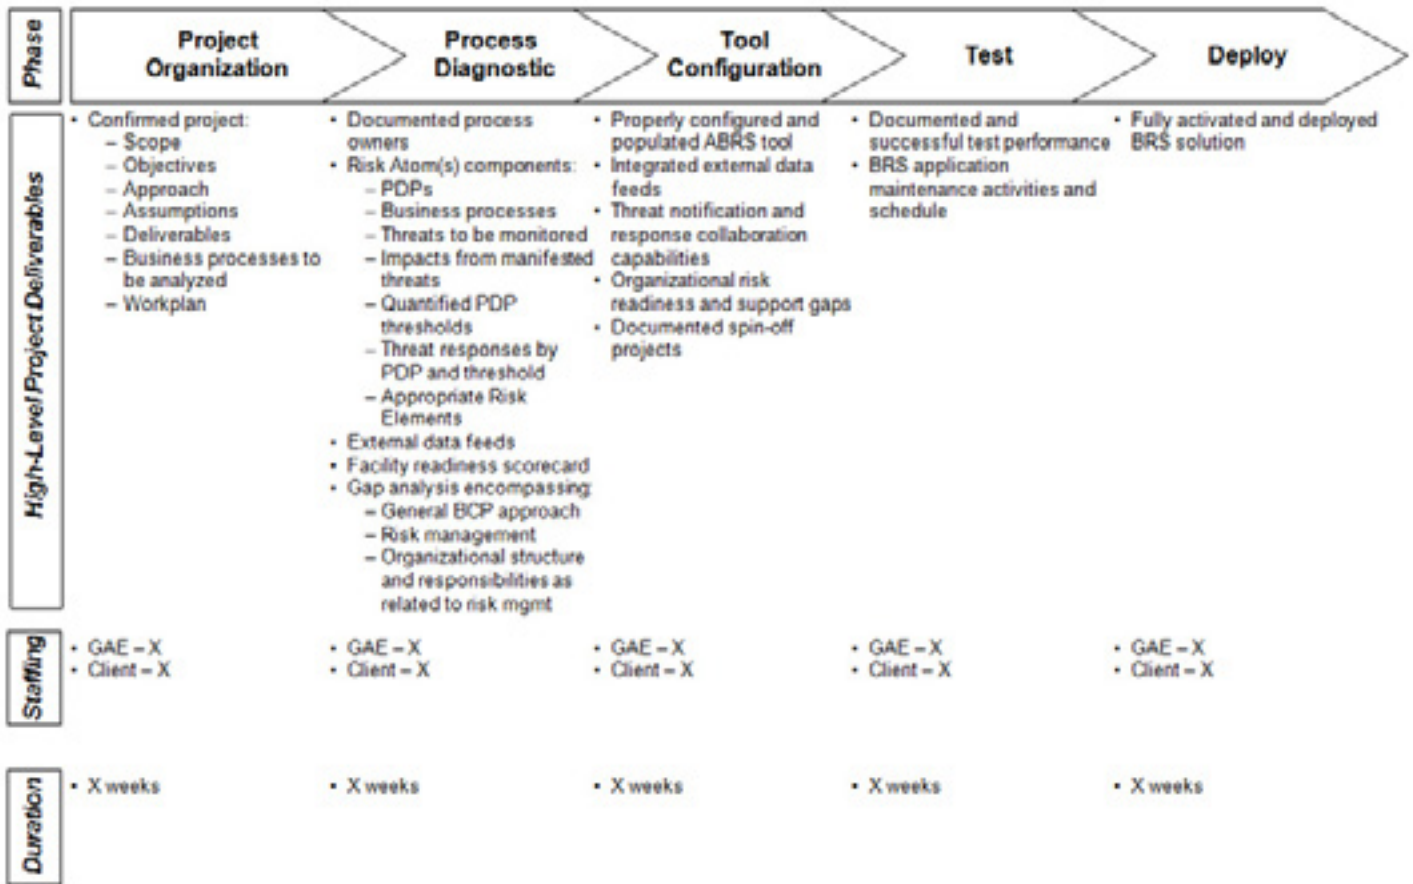 Phase
Project
Organization
Process
Diagnostic
Tool
Configuration
Test
Deploy
High-Level Project Deliverables
• Confirmed project:
– Scope
– Objectives
– Approach
– Assumptions
– Deliverables
– Business processes to
be analyzed
– Workplan
• Documented process
owners
• Risk Atom(s) components:
– PDPs
– Business processes
– Threats to be monitored
– Impacts from manifested
threats
– Quantified PDP
thresholds
– Threat responses by
PDP and threshold
– Appropriate Risk
Elements
• External data feeds
• Facility readiness scorecard
• Gap analysis encompassing:
– General BCP approach
– Risk management
– Organizational structure
and responsibilities as
related to risk mgmt
• Properly configured and
populated ABRS tool
• Integrated external data
feeds
• Threat notification and
response collaboration
capabilities
• Organizational risk
readiness and support gaps
• Documented spin-off
projects
• Documented and
successful test performance
• BRS application
maintenance activities and
schedule
• Fully activated and deployed
BRS solution
Staffing
• GAE – X
• Client – X
• GAE – X
• Client – X
• GAE – X
• Client – X
• GAE – X
• Client – X
• GAE – X
• Client – X
Duration
• X weeks
• X weeks
• X weeks
• X weeks
• X weeks